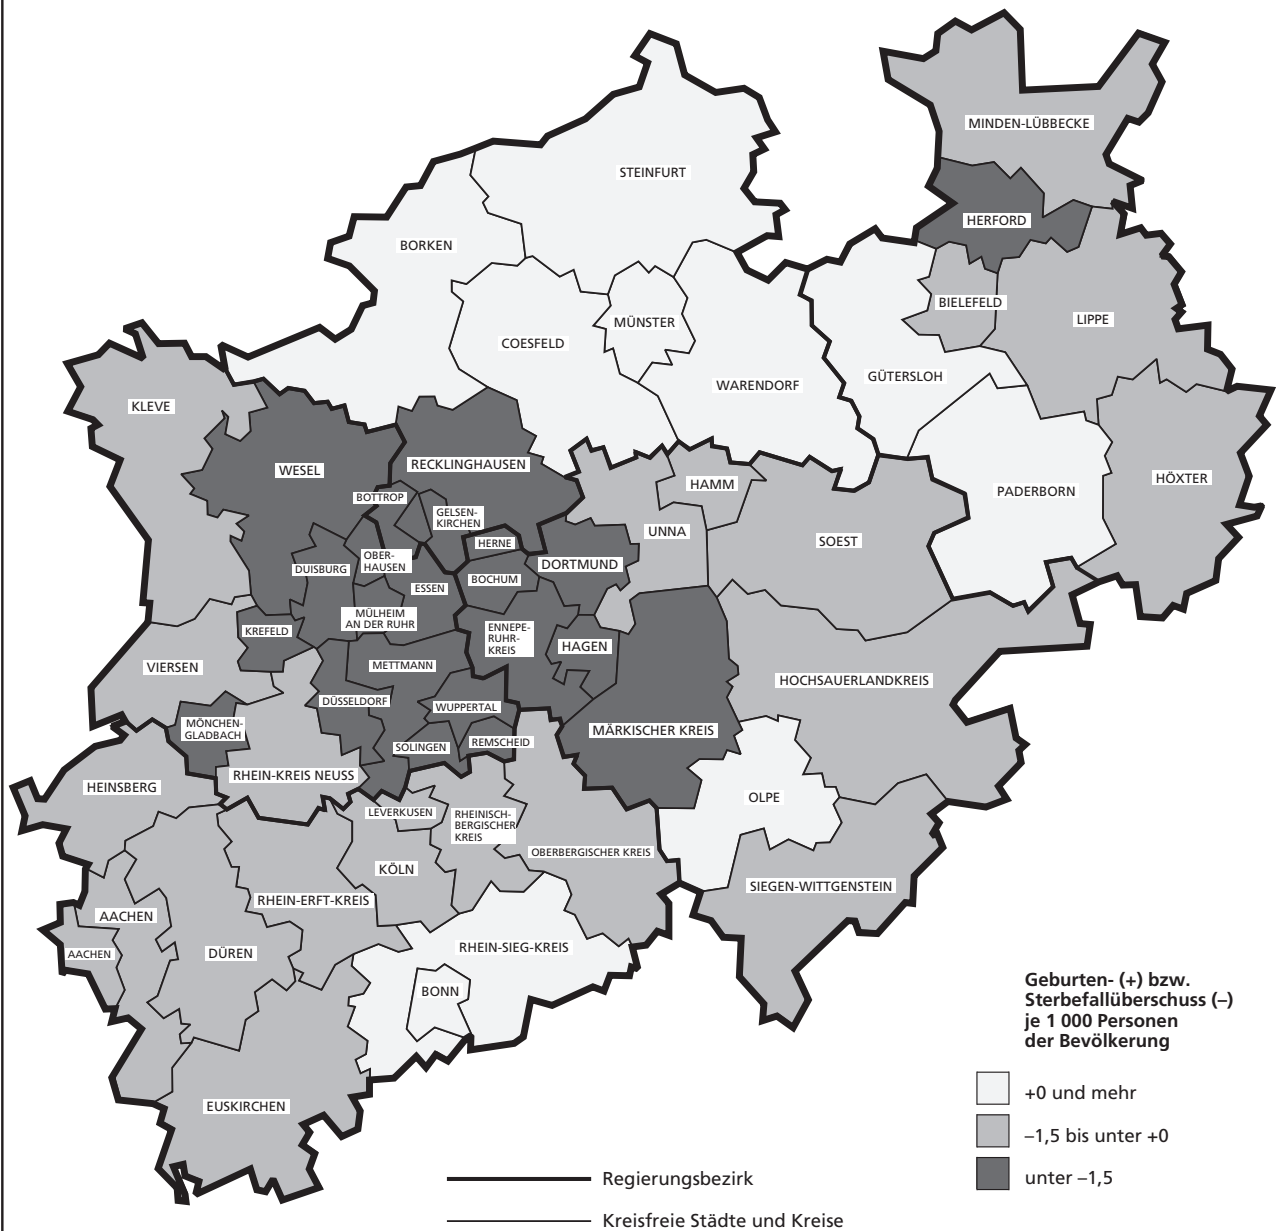 MINDEN-LÜBBECKE
STEINFURT
HERFORD
BORKEN
BIELEFELD
LIPPE
MÜNSTER
COESFELD
GÜTERSLOH
WARENDORF
KLEVE
RECKLINGHAUSEN
WESEL
HÖXTER
HAMM
PADERBORN
BOTTROP
GELSEN-
KIRCHEN
UNNA
SOEST
HERNE
OBER-
HAUSEN
DORTMUND
DUISBURG
BOCHUM
ESSEN
MÜLHEIM
AN DER RUHR
KREFELD
ENNEPE-
RUHR-
KREIS
HAGEN
METTMANN
VIERSEN
HOCHSAUERLANDKREIS
DÜSSELDORF
WUPPERTAL
MÖNCHEN-
GLADBACH
MÄRKISCHER KREIS
REMSCHEID
SOLINGEN
RHEIN-KREIS NEUSS
HEINSBERG
OLPE
LEVERKUSEN
RHEINISCH-
BERGISCHER
KREIS
OBERBERGISCHER KREIS
KÖLN
SIEGEN-WITTGENSTEIN
RHEIN-ERFT-KREIS
AACHEN
RHEIN-SIEG-KREIS
AACHEN
DÜREN
BONN
EUSKIRCHEN
Geburten- (+) bzw.
Sterbefallüberschuss (–)
je 1 000 Personen
der Bevölkerung
+0 und mehr
–1,5 bis unter +0
unter –1,5
Regierungsbezirk
Kreisfreie Städte und Kreise